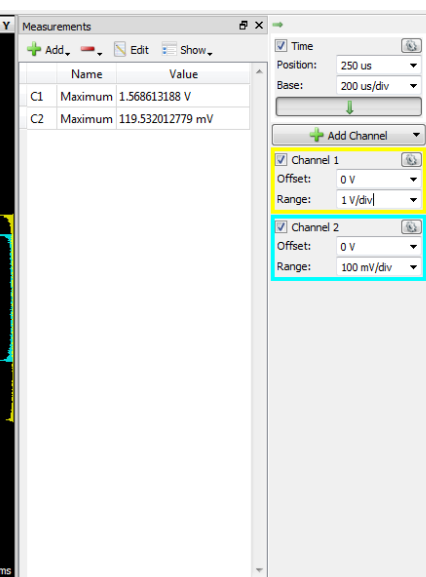 Y
Measurements
Add Edit Show
Name Value
C1 Maximum 1.568613188 V
C2 Maximum 119.532012779 mV
ms
Time
Position: 250 us
Base: 200 us/div
Add Channel
Channel 1
Offset: 0 V
Range: 1 V/div
Channel 2
Offset: 0 V
Range: 100 mV/div